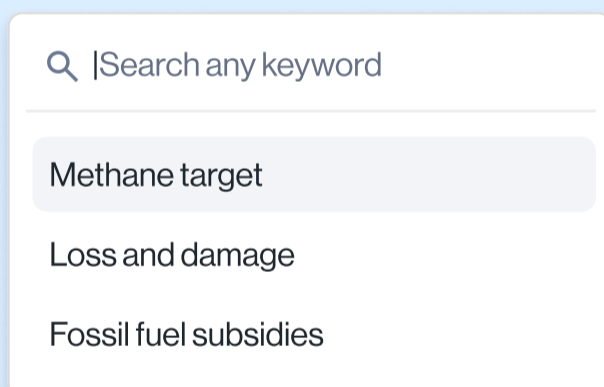 Search any keyword
Methane target
Loss and damage
Fossil fuel subsidies